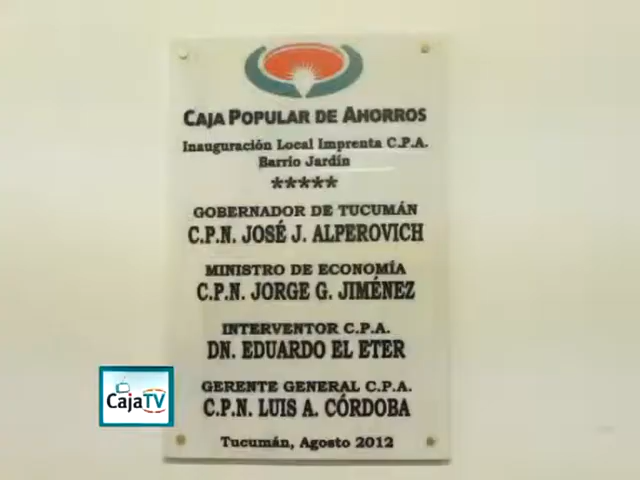 CAJA POPULAR DE AHORROS
Inauguración Local Imprenta C.P.A.
Barrio Jardín
*****
GOBERNADOR DE TUCUMÁN
C.P.N. JOSÉ J. ALPEROVICH
MINISTRO DE ECONOMÍA
C.P.N. JORGE G. JIMÉNEZ
INTERVENTOR C.P.A.
DN. EDUARDO EL ETER
GERENTE GENERAL C.P.A.
C.P.N. LUIS A. CÓRDOBA
Tucumán, Agosto 2012
CajaTV